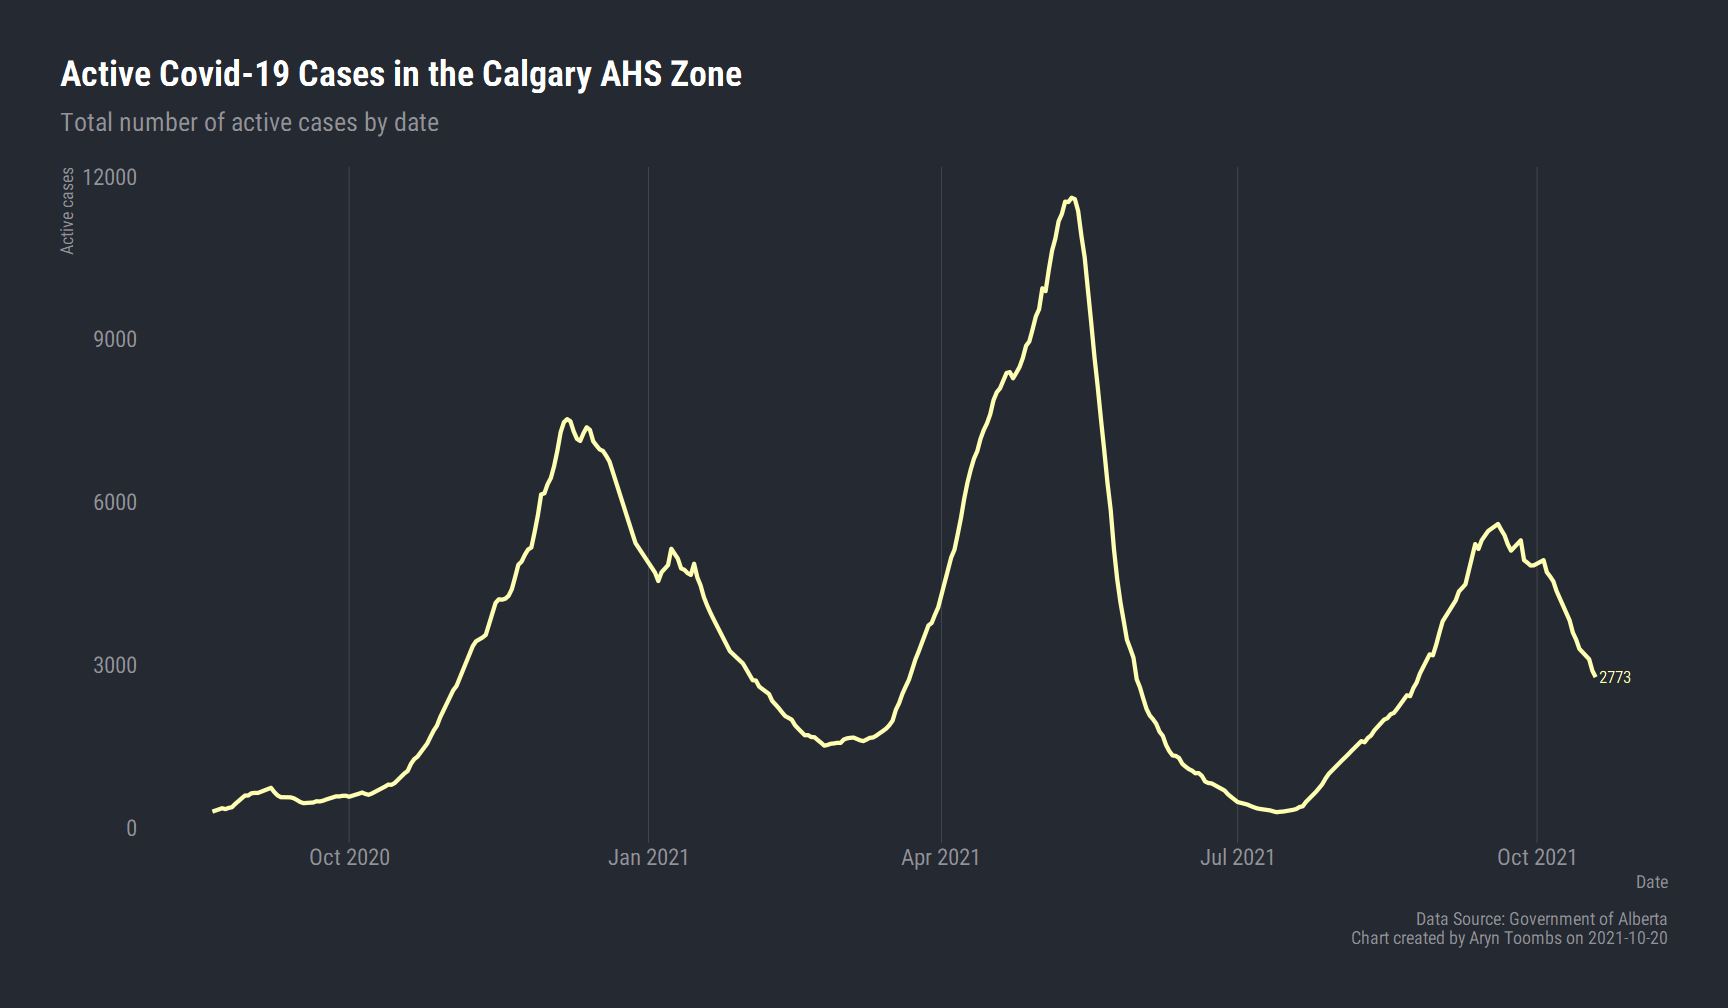 Active Covid-19 Cases in the Calgary AHS Zone
Total number of active cases by date
Active cases
12000
9000
6000
3000
0
2773
Oct 2020
Jan 2021
Apr 2021
Jul 2021
Oct 2021
Date
Data Source: Government of Alberta
Chart created by Aryn Toombs on 2021-10-20